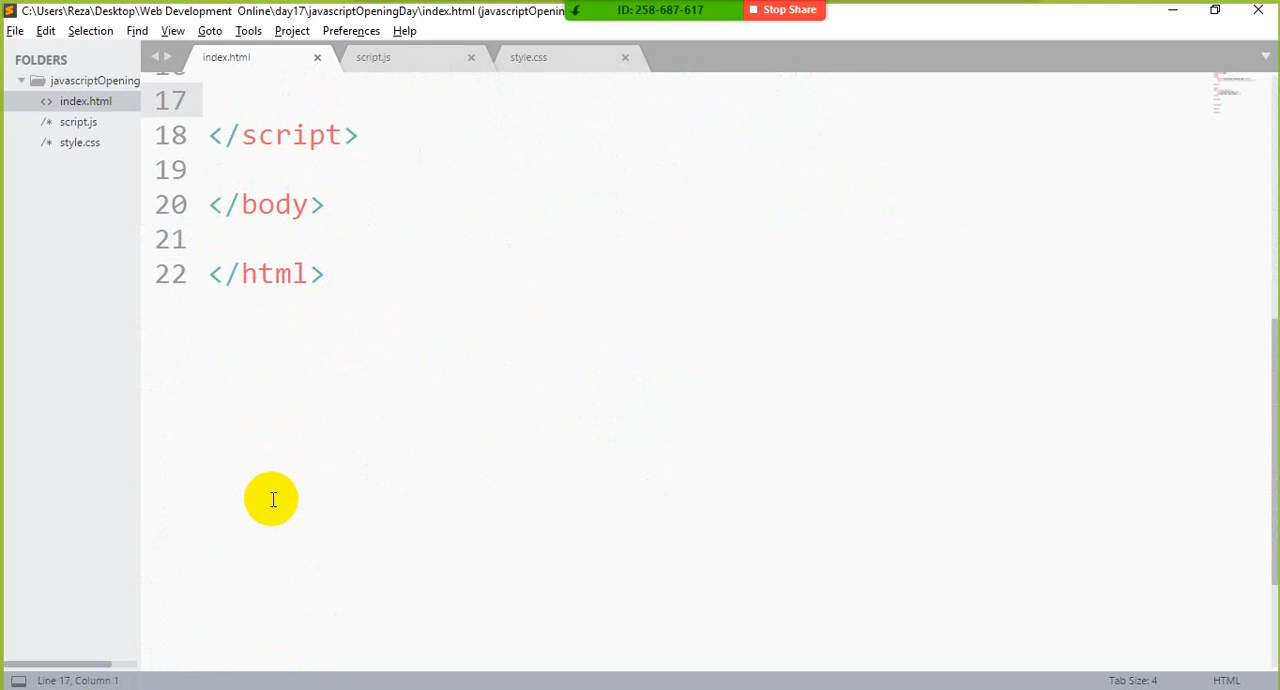 C:\Users\Reza\Desktop\Web Development Online\day17\javascriptOpeningDay\index.html (javascriptOpenin
ID: 258-687-617
Stop Share
File Edit Selection Find View Goto Tools Project Preferences Help
FOLDERS
index.html
script.js
style.css
javascriptOpening
index.html
script.js
style.css
17
18 </script>
19
20 </body>
21
22 </html>
Line 17, Column 1
Tab Size: 4
HTML